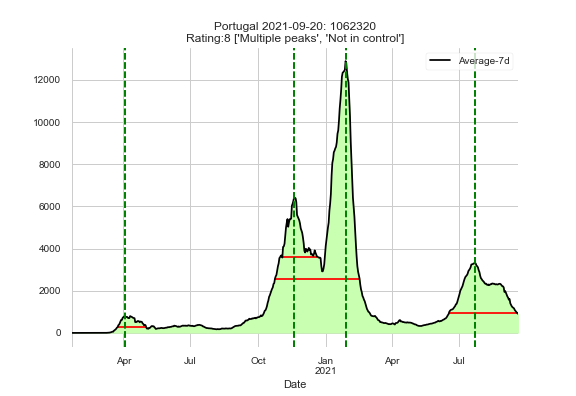 Portugal 2021-09-20: 1062320
Rating:8 ['Multiple peaks', 'Not in control']
Average-7d
12000
10000
8000
6000
4000
2000
0
Apr Jul Oct Jan Apr Jul
2021
Date